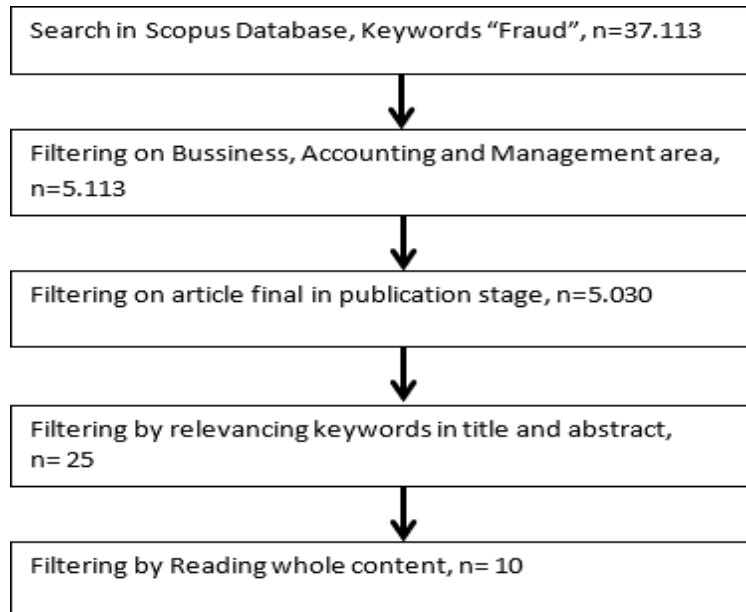 Search in Scopus Database, Keywords “Fraud”, n=37.113
Filtering on Bussiness, Accounting and Management area,
n=5.113
Filtering on article final in publication stage, n=5.030
Filtering by relevancing keywords in title and abstract,
n= 25
Filtering by Reading whole content, n= 10